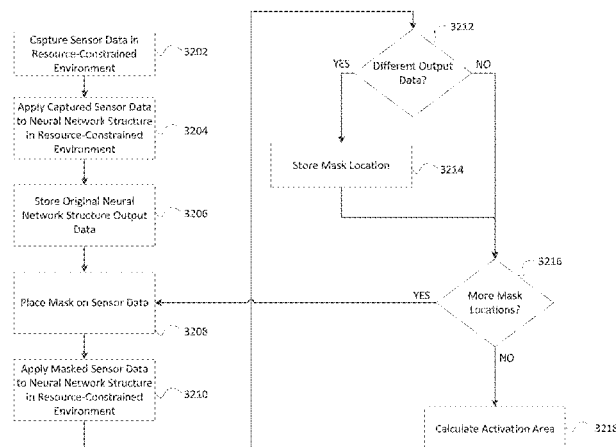 Capture Sensor Data in
Resource-Constrained
Environment
3202
Apply Captured Sensor Data
to Neural Network Structure
in Resource-Constrained
Environment
3204
Store Original Neural
Network Structure Output
Data
3206
Place Mask on Sensor Data
3208
Apply Masked Sensor Data
to Neural Network Structure
in Resource-Constrained
Environment
3210
3212
Different Output
Data?
YES
NO
Store Mask Location
3214
3216
More Mask
Locations?
YES
NO
Calculate Activation Area
3218